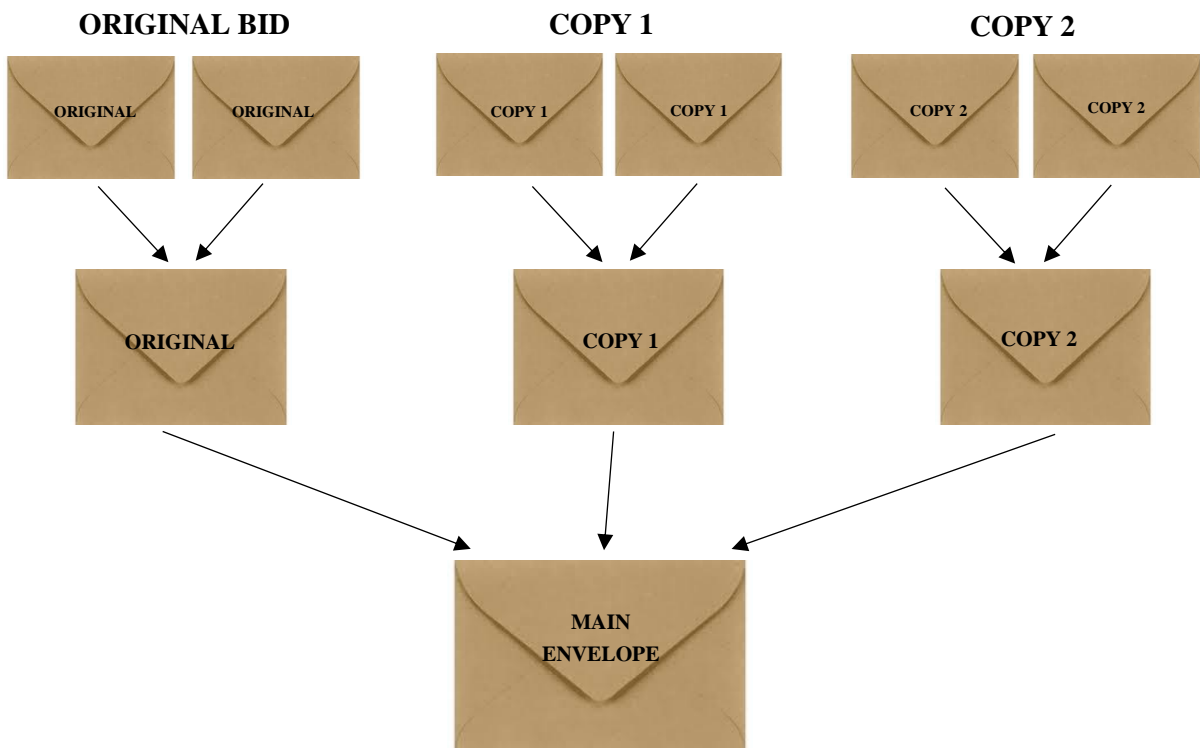 ORIGINAL BID
COPY 1
COPY 2
ORIGINAL
ORIGINAL
COPY 1
COPY 1
COPY 2
COPY 2
ORIGINAL
COPY 1
COPY 2
MAIN
ENVELOPE